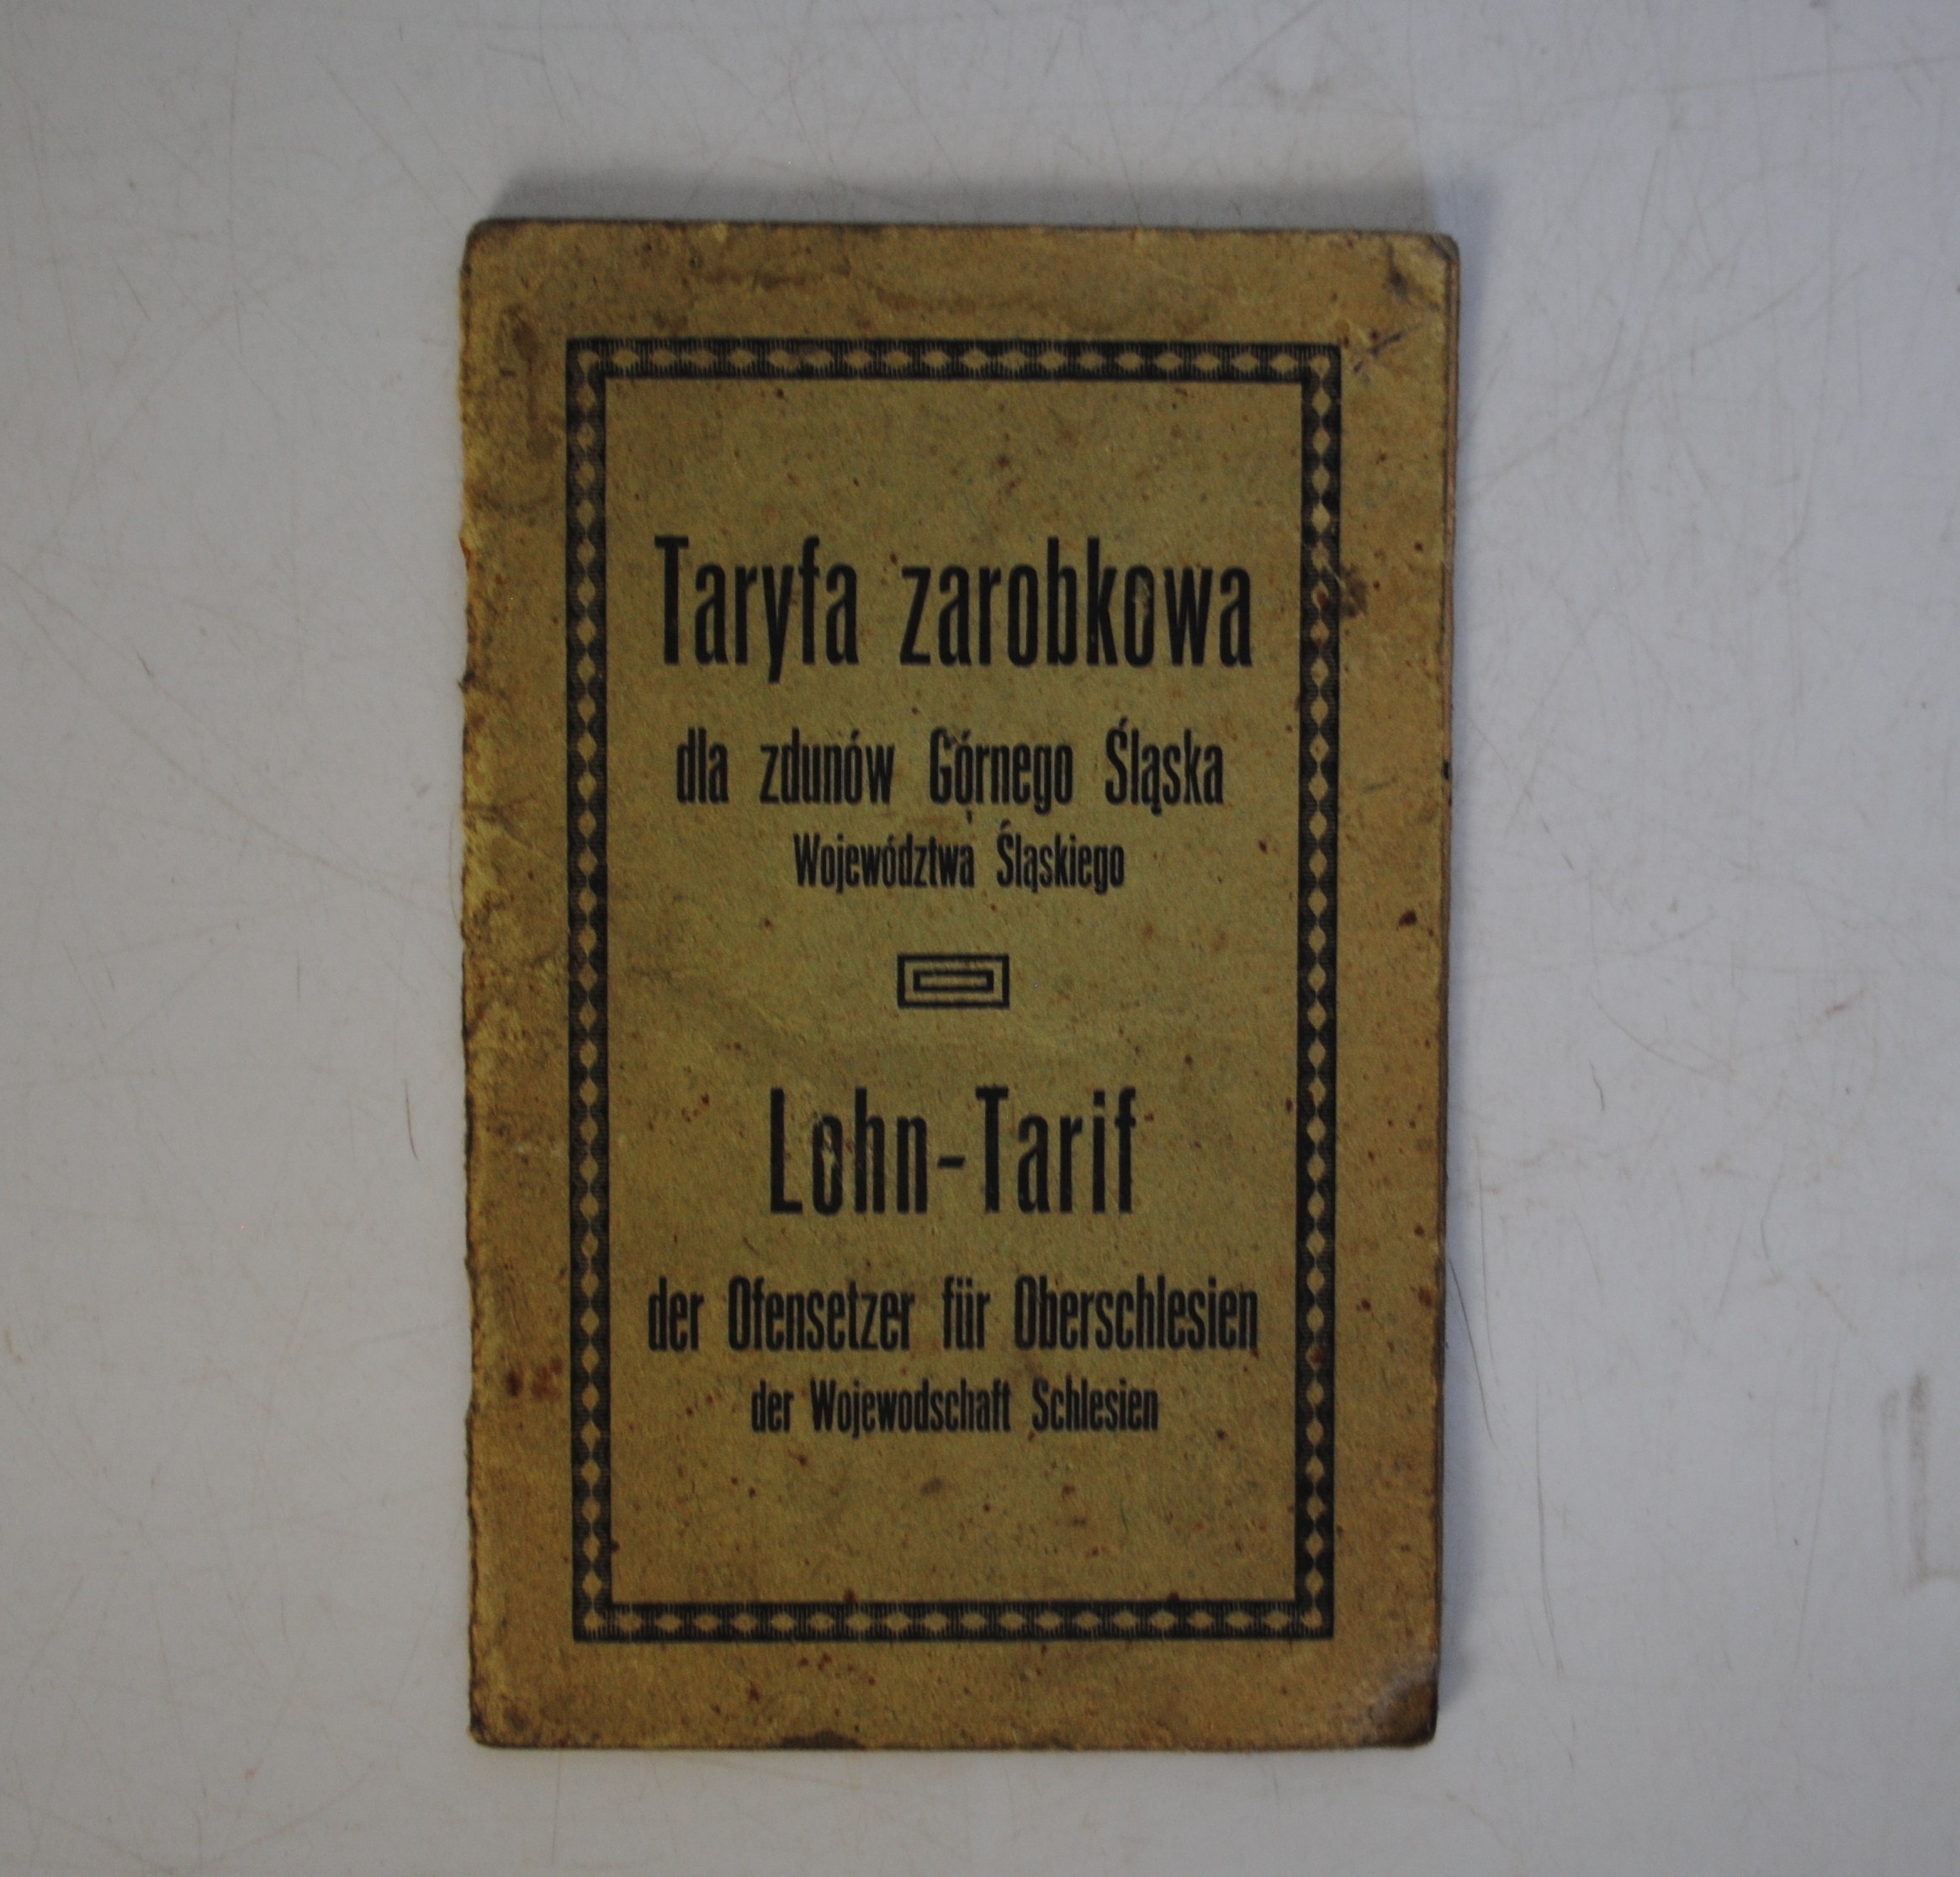 Taryfa zarobkowa
dla zdunów Górnego Śląska
Województwa Śląskiego
Lohn-Tarif
der Ofensetzer für Oberschlesien
der Wojewodschaft Schlesien